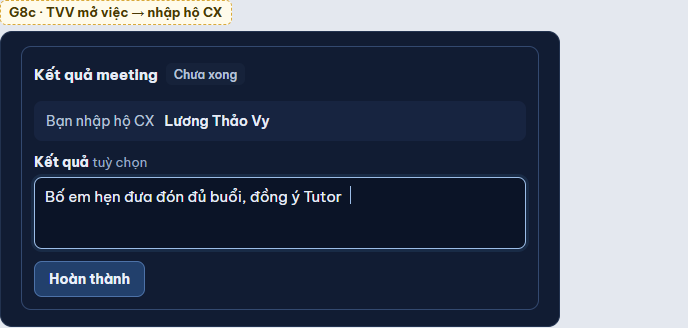 G8c · TVV mở việc → nhập hộ CX
Kết quả meeting Chưa xong
Bạn nhập hộ CX Lương Thảo Vy
Kết quả tuỳ chọn
Bố em hẹn đưa đón đủ buổi, đồng ý Tutor
Hoàn thành